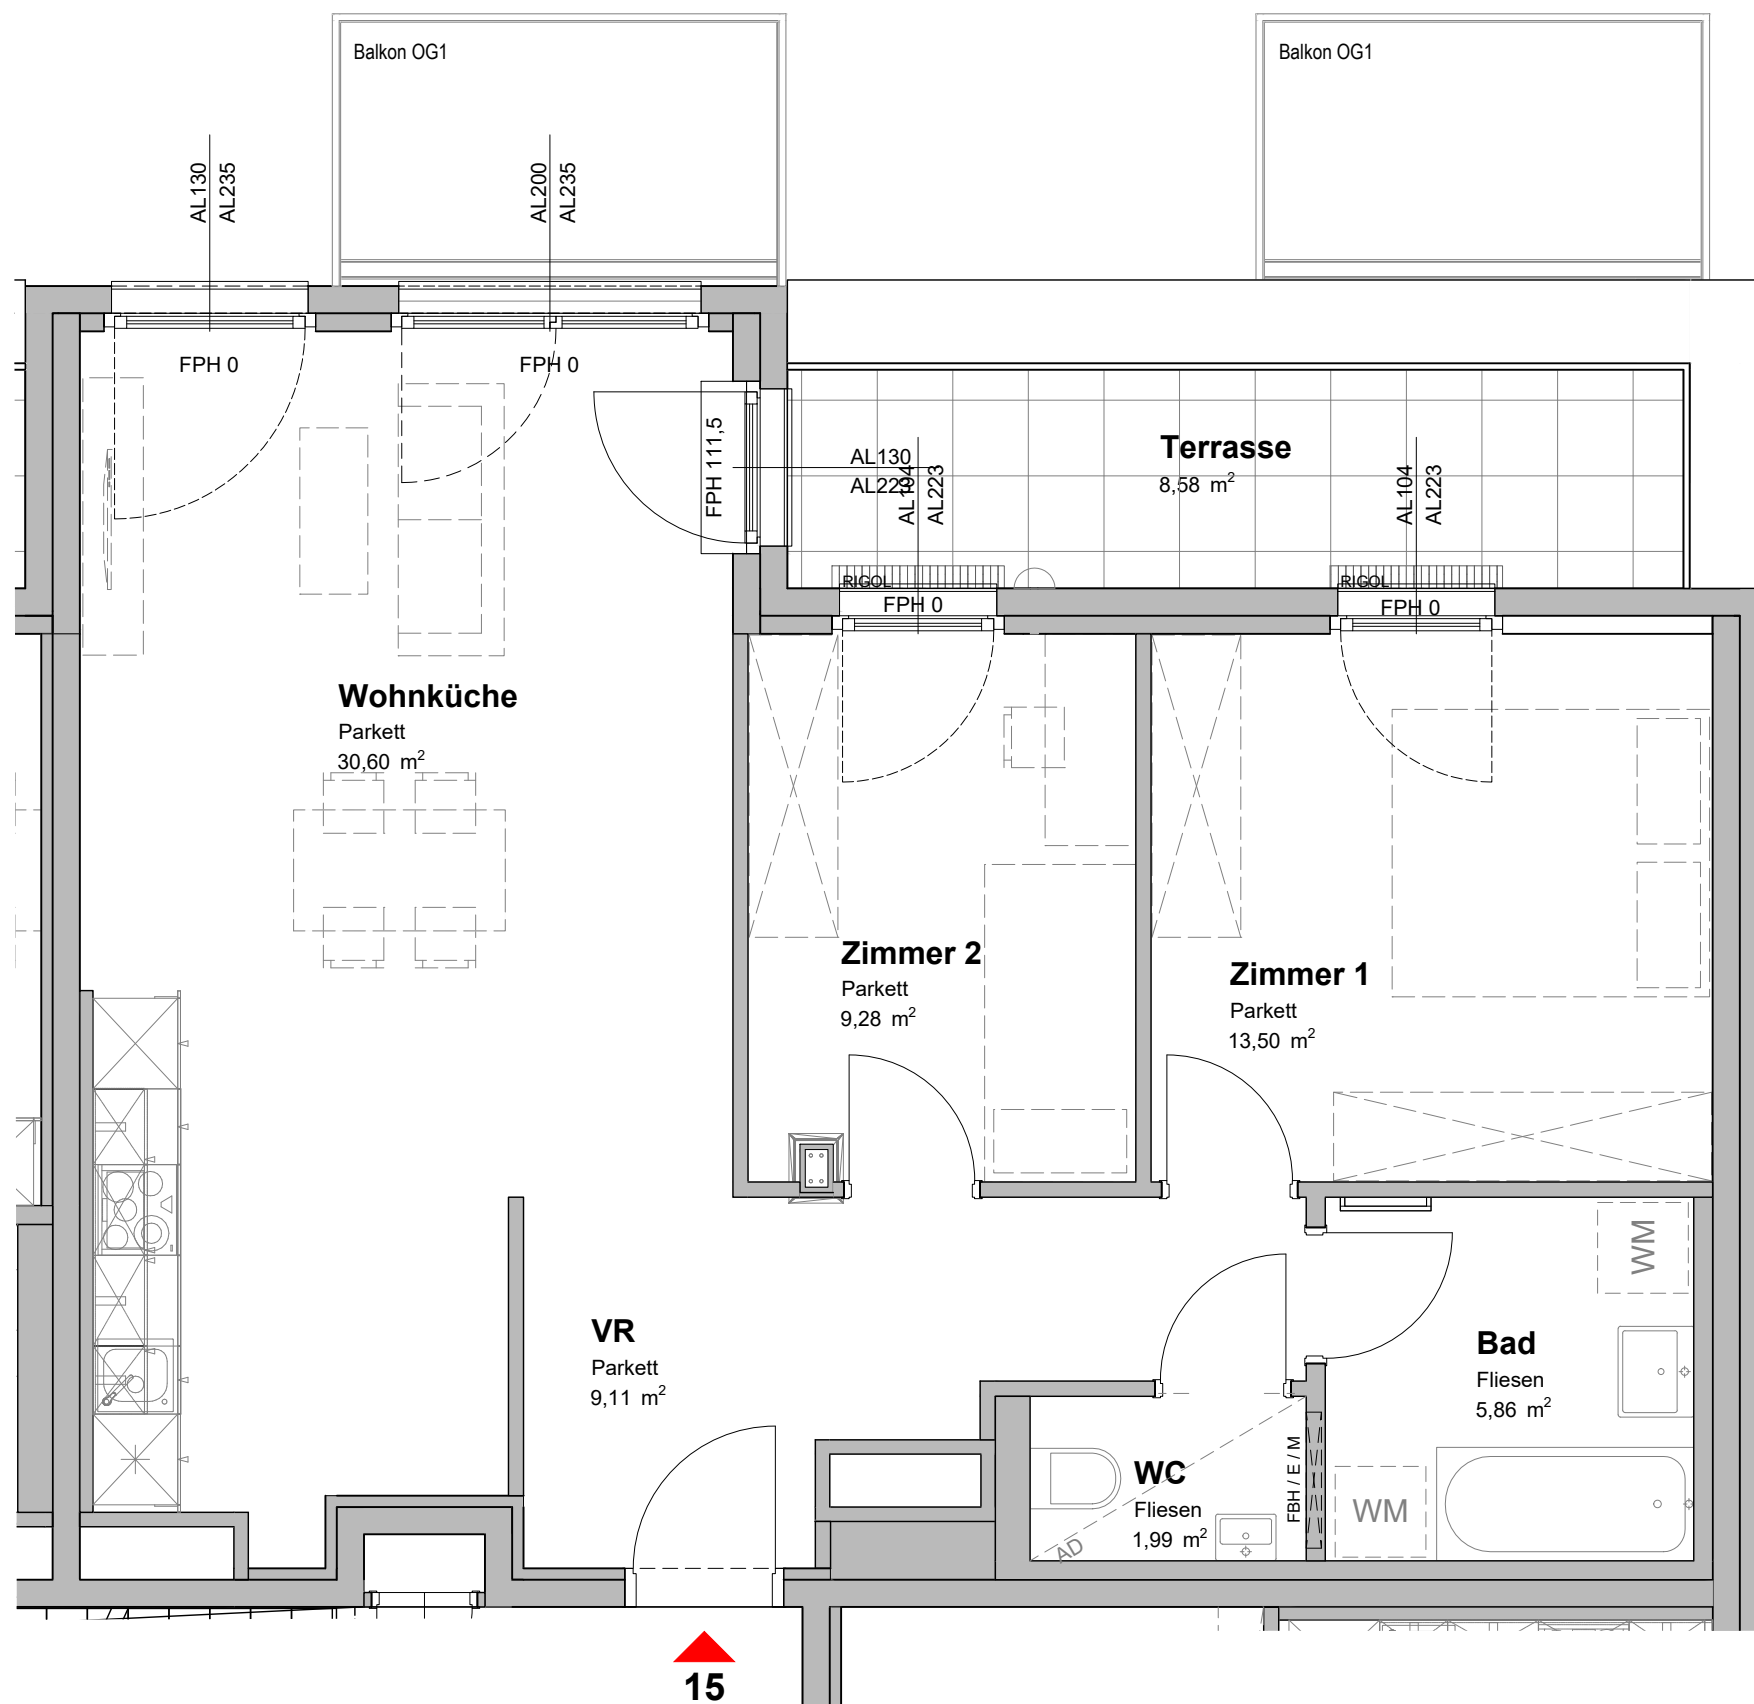 Balkon OG1
Balkon OG1
AL130
AL235
AL200
AL235
FPH 0
FPH 0
FPH 111,5
AL130
AL223
AL104
AL223
Terrasse
8,58 m²
AL104
AL223
RIGOL
FPH 0
RIGOL
FPH 0
Wohnküche
Parkett
30,60 m²
Zimmer 2
Parkett
9,28 m²
Zimmer 1
Parkett
13,50 m²
WM
VR
Parkett
9,11 m²
Bad
Fliesen
5,86 m²
WC
Fliesen
1,99 m²
AD
FBH / E / M
WM
15